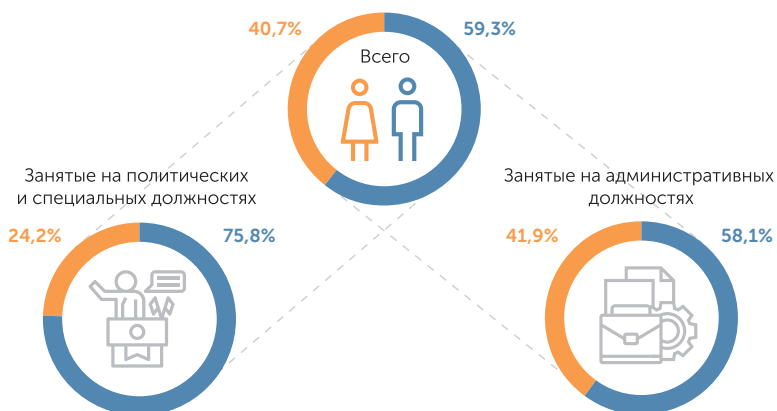 40,7%
59,3%
Всего
Занятые на политических
и специальных должностях
24,2%
75,8%
Занятые на административных
должностях
41,9%
58,1%